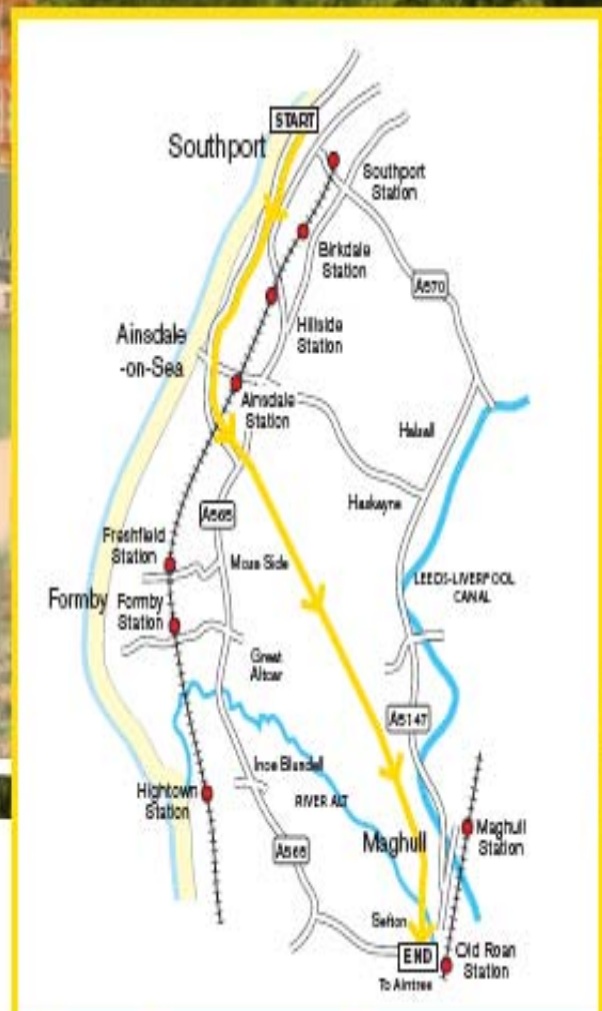 START
Southport
Southport
Station
Birkdale
Station
A570
Hillside
Station
Ainsdale
-on-Sea
Ainsdale
Station
Halsall
Haskayne
A565
Freshfield
Station
Moss Side
LEEDS-LIVERPOOL
CANAL
Formby
Formby
Station
Great
Altcar
A5147
Ince Blundell
Hightown
Station
RIVER ALT
Maghull
Maghull
Station
A565
Sefton
END
Old Roan
Station
To Aintree